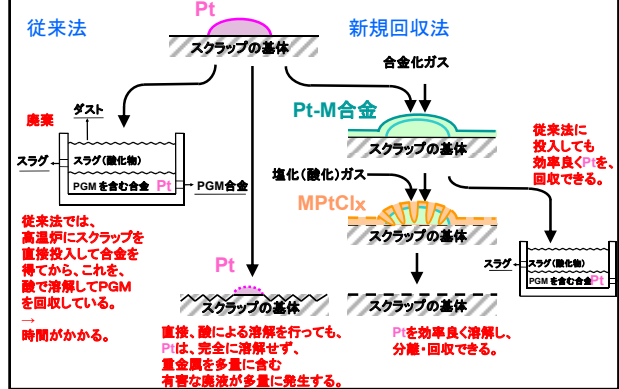 従来法
Pt
新規回収法
スクラップの基体
合金化ガス
Pt-M合金
スクラップの基体
廃棄
ダスト
スラグ
スラグ(酸化物)
PGMを含む合金
Pt
PGM合金
従来法に
投入しても
効率良くPtを、
回収できる。
塩化(酸化)ガス
MPtClx
スクラップの基体
従来法では、
高温炉にスクラップを
直接投入して合金を
得てから、これを、
酸で溶解してPGM
を回収している。
→
時間がかかる。
Pt
スクラップの基体
スクラップの基体
スラグ
スラグ(酸化物)
PGMを含む合金
Pt
直接、酸による溶解を行っても、
Ptは、完全に溶解せず、
重金属を多量に含む
有害な廃液が多量に発生する。
Ptを効率良く溶解し、
分離・回収できる。